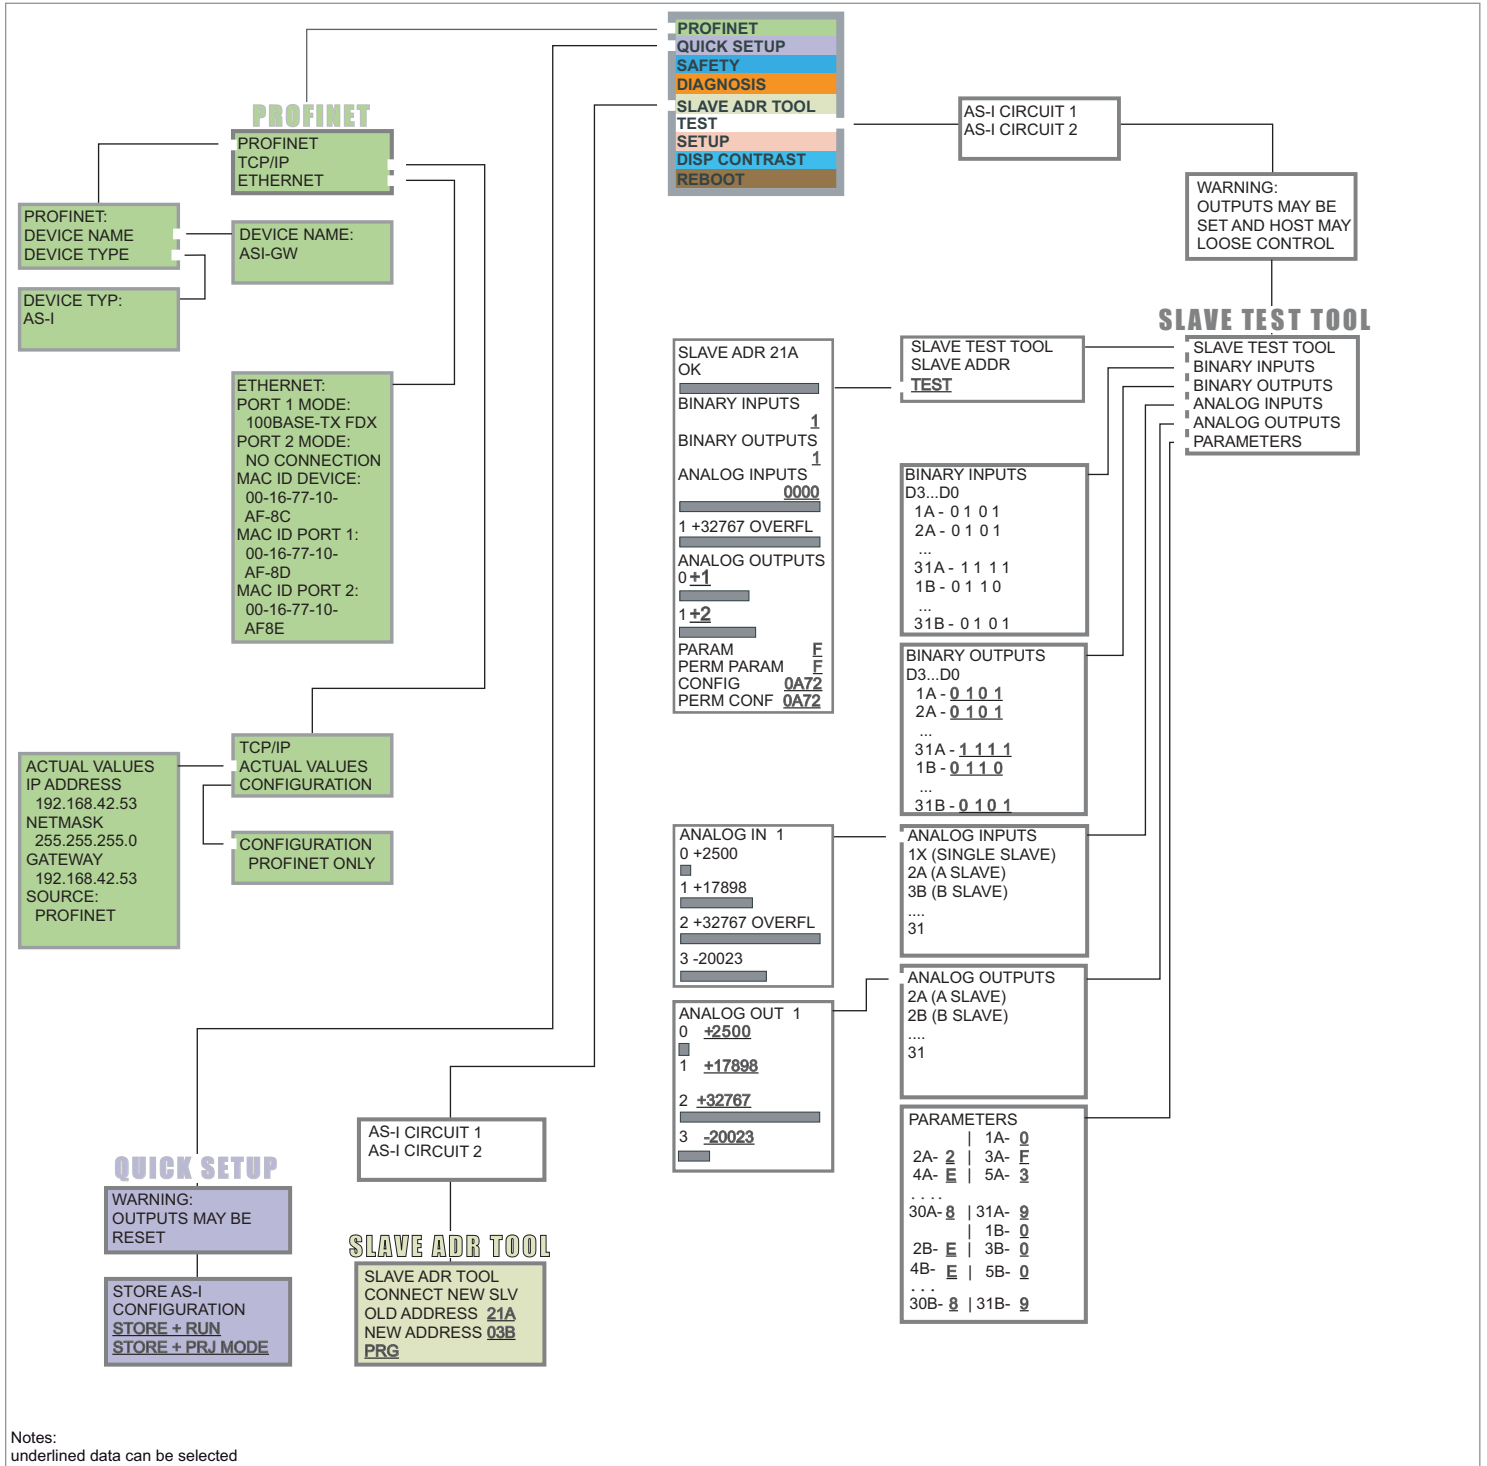 PROFINET
QUICK SETUP
SAFETY
DIAGNOSIS
SLAVE ADR TOOL
TEST
SETUP
DISP CONTRAST
REBOOT
PROFINET
PROFINET
TCP/IP
ETHERNET
PROFINET:
DEVICE NAME
DEVICE TYPE
DEVICE NAME:
ASI-GW
DEVICE TYP:
AS-I
ETHERNET:
PORT 1 MODE:
100BASE-TX FDX
PORT 2 MODE:
NO CONNECTION
MAC ID DEVICE:
00-16-77-10-
AF-8C
MAC ID PORT 1:
00-16-77-10-
AF-8D
MAC ID PORT 2:
00-16-77-10-
AF8E
TCP/IP
ACTUAL VALUES
CONFIGURATION
ACTUAL VALUES
IP ADDRESS
192.168.42.53
NETMASK
255.255.255.0
GATEWAY
192.168.42.53
SOURCE:
PROFINET
CONFIGURATION
PROFINET ONLY
QUICK SETUP
WARNING:
OUTPUTS MAY BE
RESET
STORE AS-I
CONFIGURATION
STORE + RUN
STORE + PRJ MODE
AS-I CIRCUIT 1
AS-I CIRCUIT 2
SLAVE ADR TOOL
SLAVE ADR TOOL
CONNECT NEW SLV
OLD ADDRESS 21A
NEW ADDRESS 03B
PRG
AS-I CIRCUIT 1
AS-I CIRCUIT 2
WARNING:
OUTPUTS MAY BE
SET AND HOST MAY
LOOSE CONTROL
SLAVE TEST TOOL
SLAVE TEST TOOL
BINARY INPUTS
BINARY OUTPUTS
ANALOG INPUTS
ANALOG OUTPUTS
PARAMETERS
SLAVE TEST TOOL
SLAVE ADDR
TEST
SLAVE ADR 21A
OK
BINARY INPUTS
1
BINARY OUTPUTS
1
ANALOG INPUTS
0000
1 +32767 OVERFL
ANALOG OUTPUTS
0 +1
1 +2
PARAM F
PERM PARAM F
CONFIG 0A72
PERM CONF 0A72
BINARY INPUTS
D3...D0
1A - 0 1 0 1
2A - 0 1 0 1
...
31A - 1 1 1 1
1B - 0 1 1 0
...
31B - 0 1 0 1
BINARY OUTPUTS
D3...D0
1A - 0 1 0 1
2A - 0 1 0 1
...
31A - 1 1 1 1
1B - 0 1 1 0
...
31B - 0 1 0 1
ANALOG INPUTS
1X (SINGLE SLAVE)
2A (A SLAVE)
3B (B SLAVE)
....
31
ANALOG IN 1
0 +2500
1 +17898
2 +32767 OVERFL
3 -20023
ANALOG OUTPUTS
2A (A SLAVE)
2B (B SLAVE)
....
31
ANALOG OUT 1
0 +2500
1 +17898
2 +32767
3 -20023
PARAMETERS
| 1A- 0
2A- 2 | 3A- F
4A- E | 5A- 3
. . . .
30A- 8 | 31A- 9
| 1B- 0
2B- E | 3B- 0
4B- E | 5B- 0
. . .
30B- 8 | 31B- 9
Notes:
underlined data can be selected